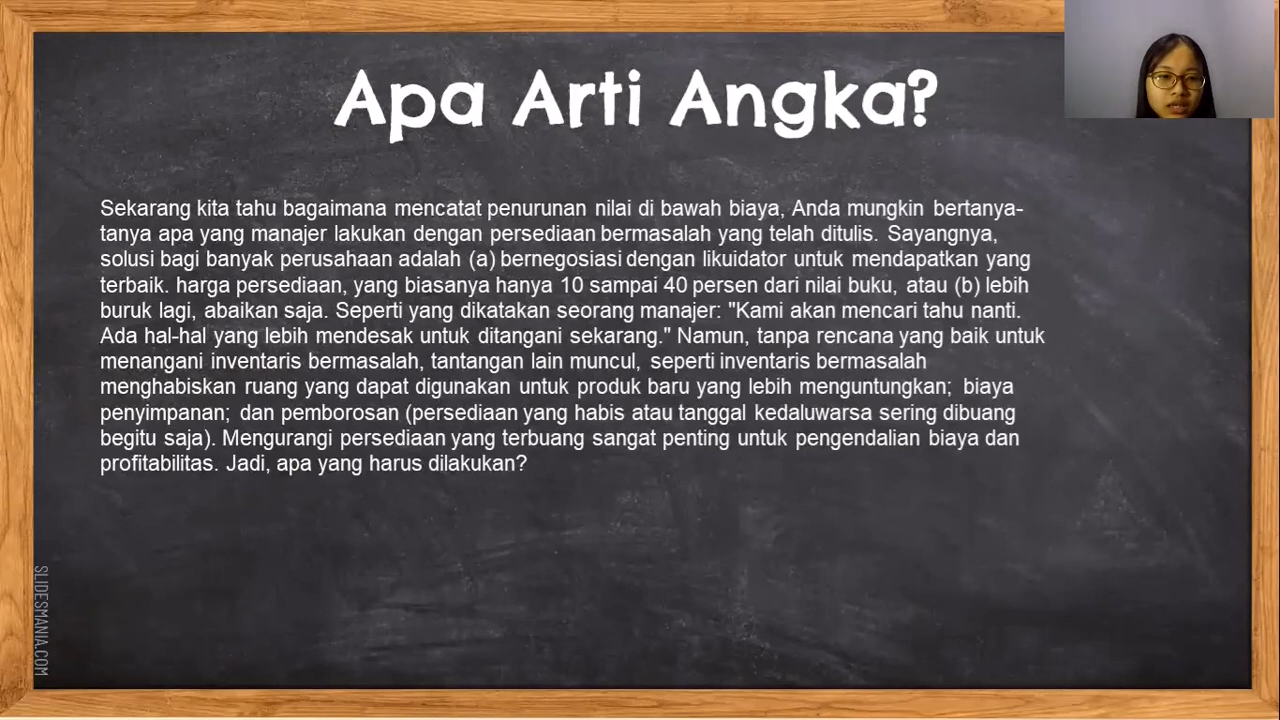 Apa Arti Angka?
Sekarang kita tahu bagaimana mencatat penurunan nilai di bawah biaya, Anda mungkin bertanya-
tanya apa yang manajer lakukan dengan persediaan bermasalah yang telah ditulis. Sayangnya,
solusi bagi banyak perusahaan adalah (a) bernegosiasi dengan likuidator untuk mendapatkan yang
terbaik. harga persediaan, yang biasanya hanya 10 sampai 40 persen dari nilai buku, atau (b) lebih
buruk lagi, abaikan saja. Seperti yang dikatakan seorang manajer: "Kami akan mencari tahu nanti.
Ada hal-hal yang lebih mendesak untuk ditangani sekarang." Namun, tanpa rencana yang baik untuk
menangani inventaris bermasalah, tantangan lain muncul, seperti inventaris bermasalah
menghabiskan ruang yang dapat digunakan untuk produk baru yang lebih menguntungkan; biaya
penyimpanan; dan pemborosan (persediaan yang habis atau tanggal kedaluwarsa sering dibuang
begitu saja). Mengurangi persediaan yang terbuang sangat penting untuk pengendalian biaya dan
profitabilitas. Jadi, apa yang harus dilakukan?
SLIDESMANIA.COM